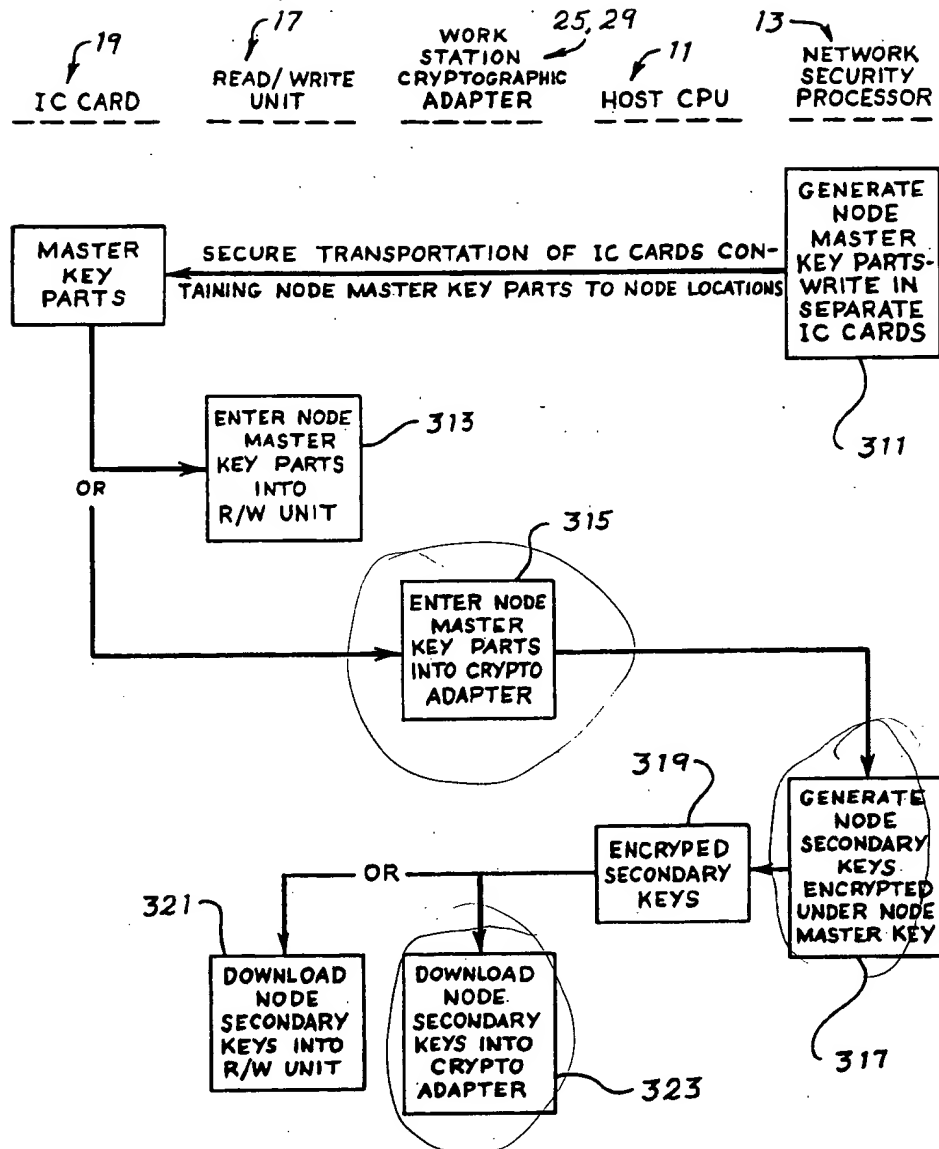 19
IC CARD
17
READ/WRITE
UNIT
25,29
WORK
STATION
CRYPTOGRAPHIC
ADAPTER
11
HOST CPU
13
NETWORK
SECURITY
PROCESSOR
GENERATE
NODE
MASTER
KEY PARTS-
WRITE IN
SEPARATE
IC CARDS
311
SECURE TRANSPORTATION OF IC CARDS CON-
TAINING NODE MASTER KEY PARTS TO NODE LOCATIONS
MASTER
KEY
PARTS
OR
ENTER NODE
MASTER
KEY PARTS
INTO
R/W UNIT
313
315
ENTER NODE
MASTER
KEY PARTS
INTO CRYPTO
ADAPTER
GENERATE
NODE
SECONDARY
KEYS
ENCRYPTED
UNDER NODE
MASTER KEY
317
319
ENCRYPED
SECONDARY
KEYS
OR
321
DOWNLOAD
NODE
SECONDARY
KEYS INTO
R/W UNIT
DOWNLOAD
NODE
SECONDARY
KEYS INTO
CRYPTO
ADAPTER
323